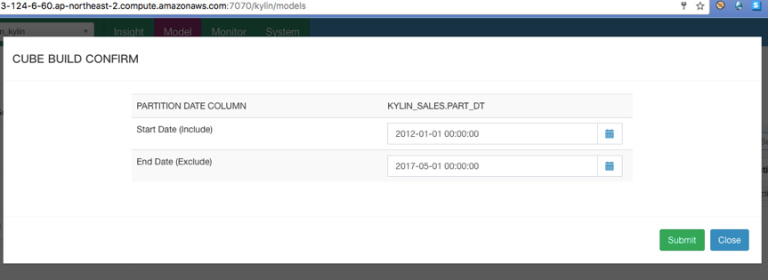 3-124-6-60.ap-northeast-2.compute.amazonaws.com:7070/kylin/models
n_kylin
Insight Model Monitor System
CUBE BUILD CONFIRM
PARTITION DATE COLUMN KYLIN_SALES.PART_DT
Start Date (Include) 2012-01-01 00:00:00
End Date (Exclude) 2017-05-01 00:00:00
Submit Close